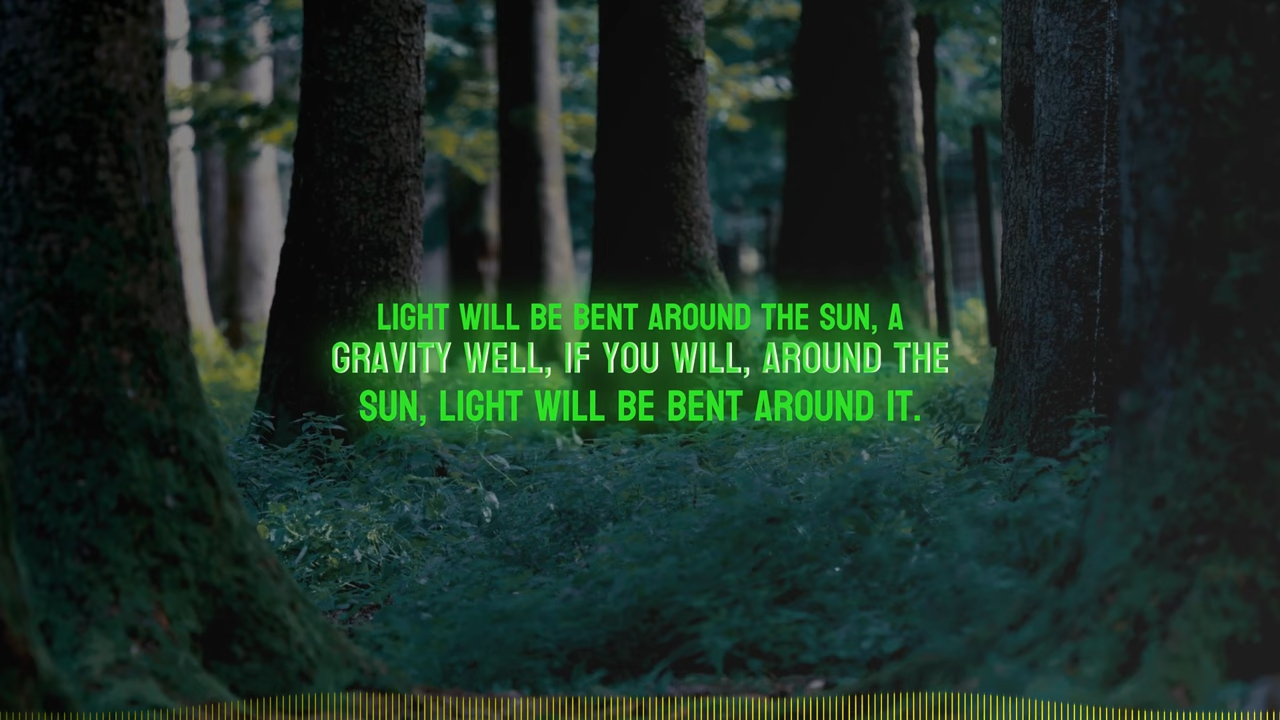 LIGHT WILL BE BENT AROUND THE SUN, A
GRAVITY WELL, IF YOU WILL, AROUND THE
SUN, LIGHT WILL BE BENT AROUND IT.